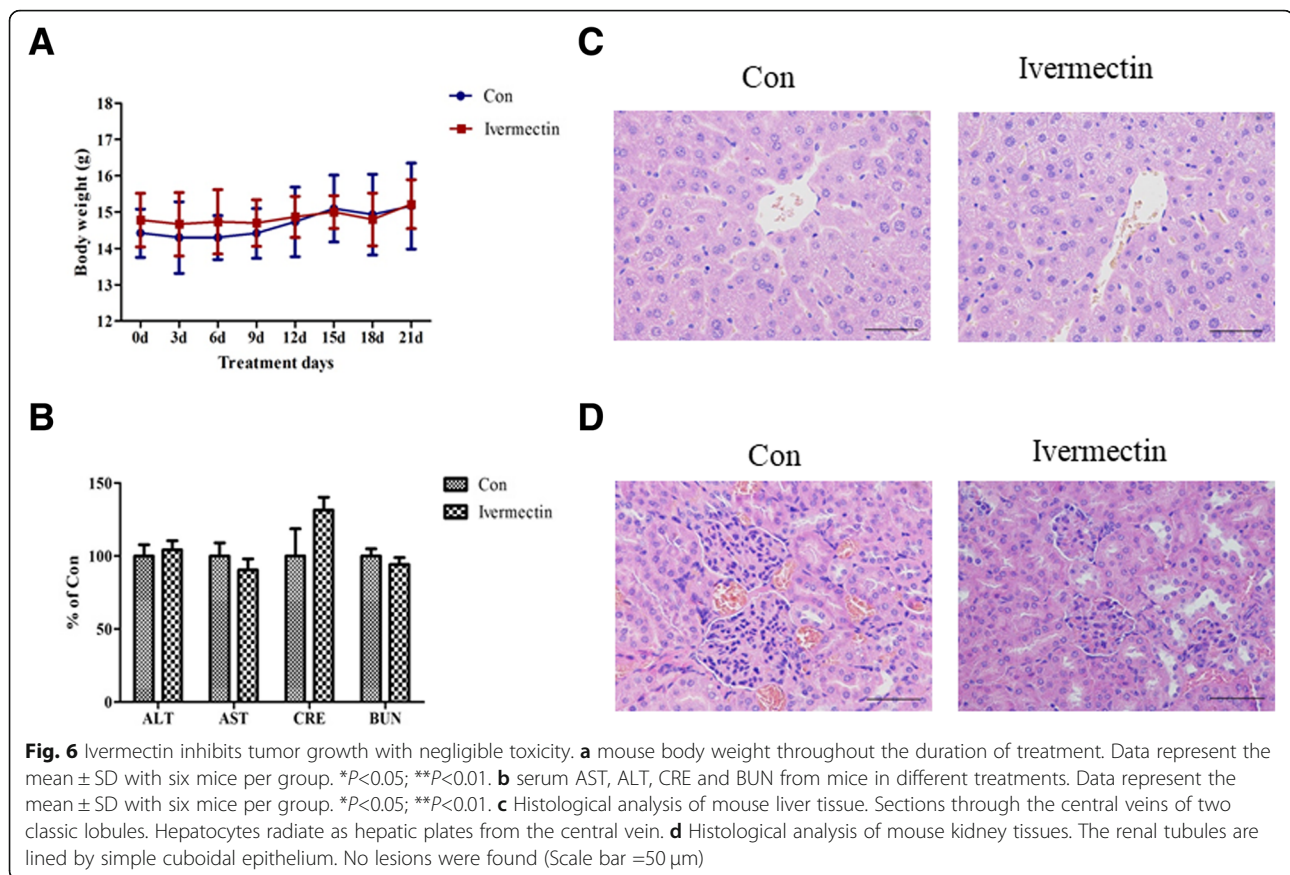 A
Con
Ivermectin
18
17
16
15
14
13
12
Body weight (g)
0d 3d 6d 9d 12d 15d 18d 21d
Treatment days
B
Con
Ivermectin
150
100
50
0
% of Con
ALT AST CRE BUN
C
Con Ivermectin
D
Con Ivermectin
Fig. 6 Ivermectin inhibits tumor growth with negligible toxicity. a mouse body weight throughout the duration of treatment. Data represent the
mean ± SD with six mice per group. *P<0.05; **P<0.01. b serum AST, ALT, CRE and BUN from mice in different treatments. Data represent the
mean ± SD with six mice per group. *P<0.05; **P<0.01. c Histological analysis of mouse liver tissue. Sections through the central veins of two
classic lobules. Hepatocytes radiate as hepatic plates from the central vein. d Histological analysis of mouse kidney tissues. The renal tubules are
lined by simple cuboidal epithelium. No lesions were found (Scale bar =50 μm)